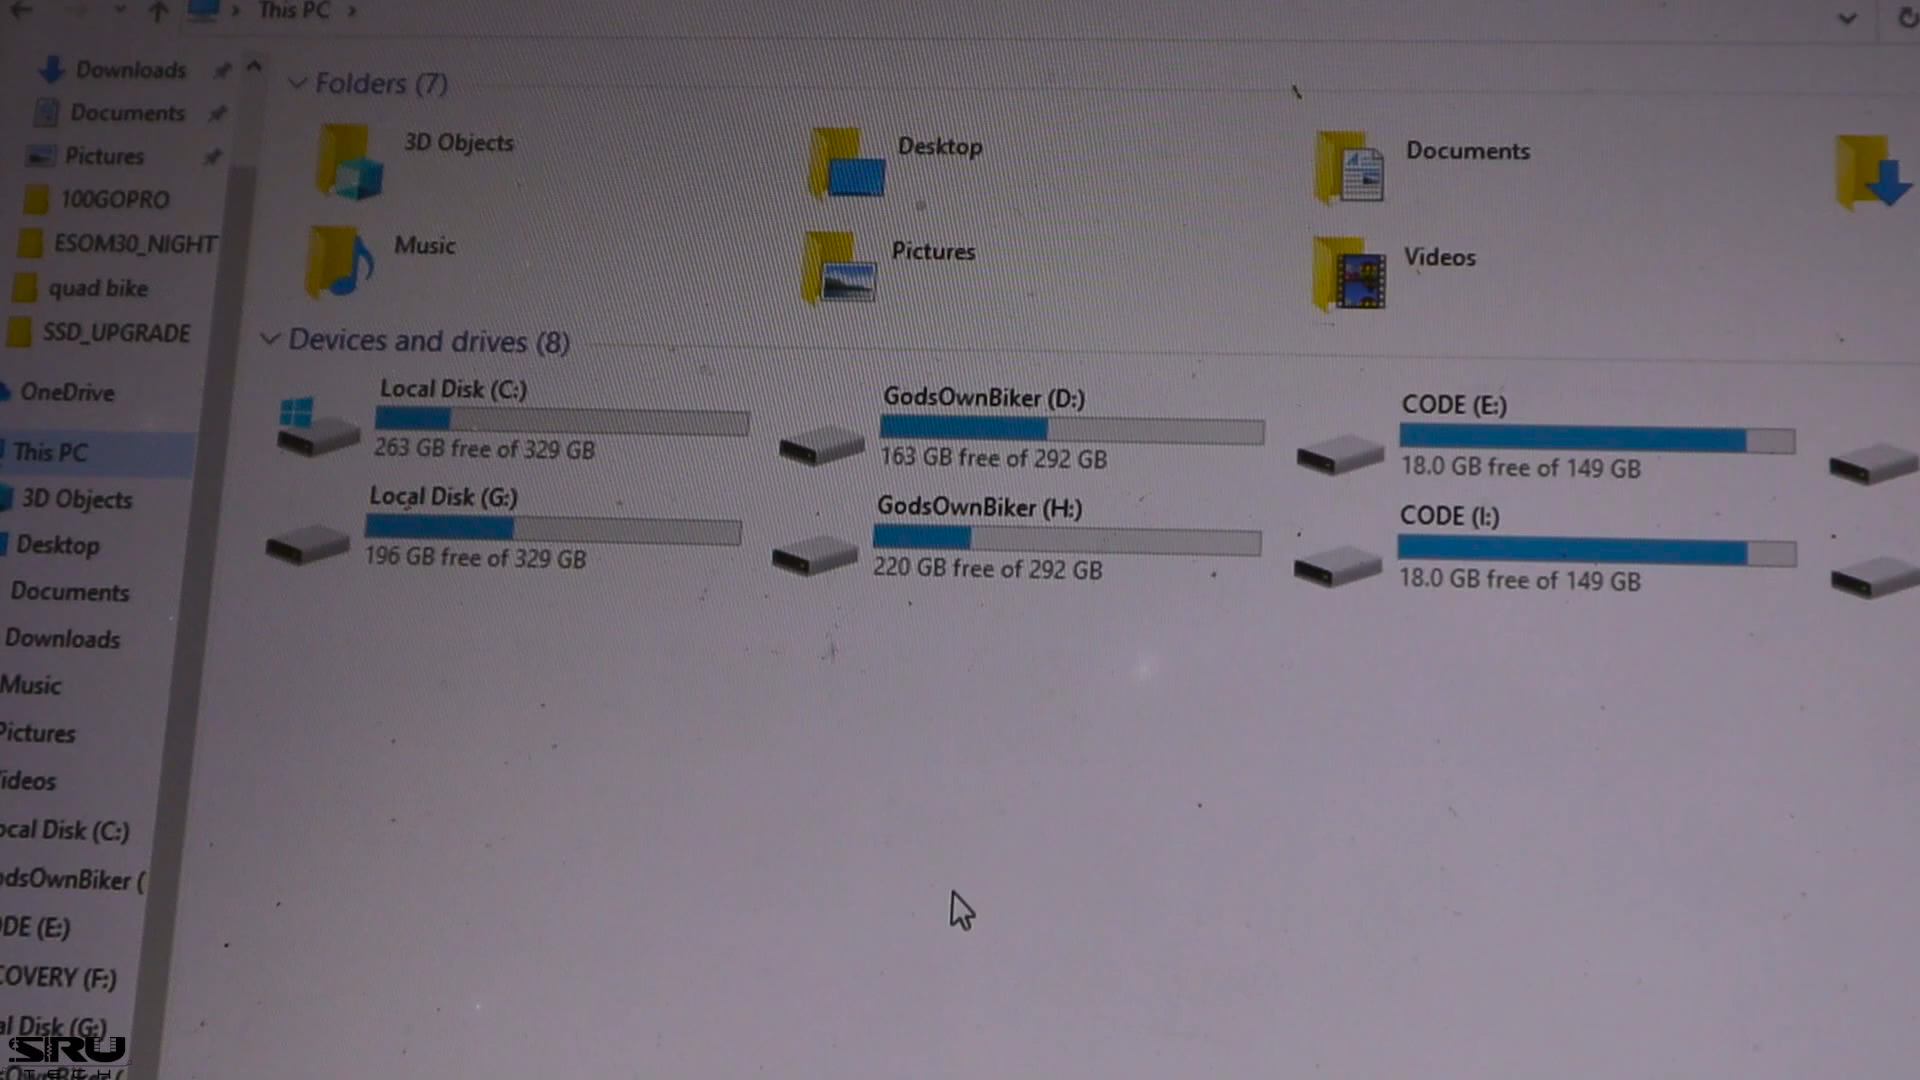 This PC
Downloads
Documents
Pictures
100GOPRO
ESOM30_NIGHT
quad bike
SSD_UPGRADE
OneDrive
This PC
3D Objects
Desktop
Documents
Downloads
Music
Pictures
ideos
ocal Disk (C:)
odsOwnBiker (
DE (E:)
COVERY (F:)
al Disk (G:)
Folders (7)
3D Objects
Desktop
Documents
Music
Pictures
Videos
Devices and drives (8)
Local Disk (C:)
263 GB free of 329 GB
GodsOwnBiker (D:)
163 GB free of 292 GB
CODE (E:)
18.0 GB free of 149 GB
Local Disk (G:)
196 GB free of 329 GB
GodsOwnBiker (H:)
220 GB free of 292 GB
CODE (I:)
18.0 GB free of 149 GB
SRU